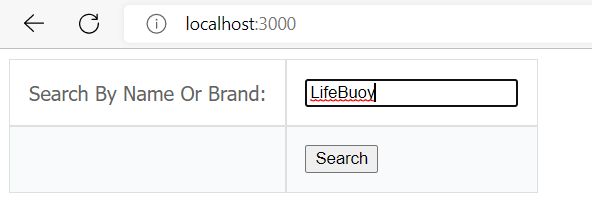 localhost:3000
Search By Name Or Brand: LifeBuoy
Search